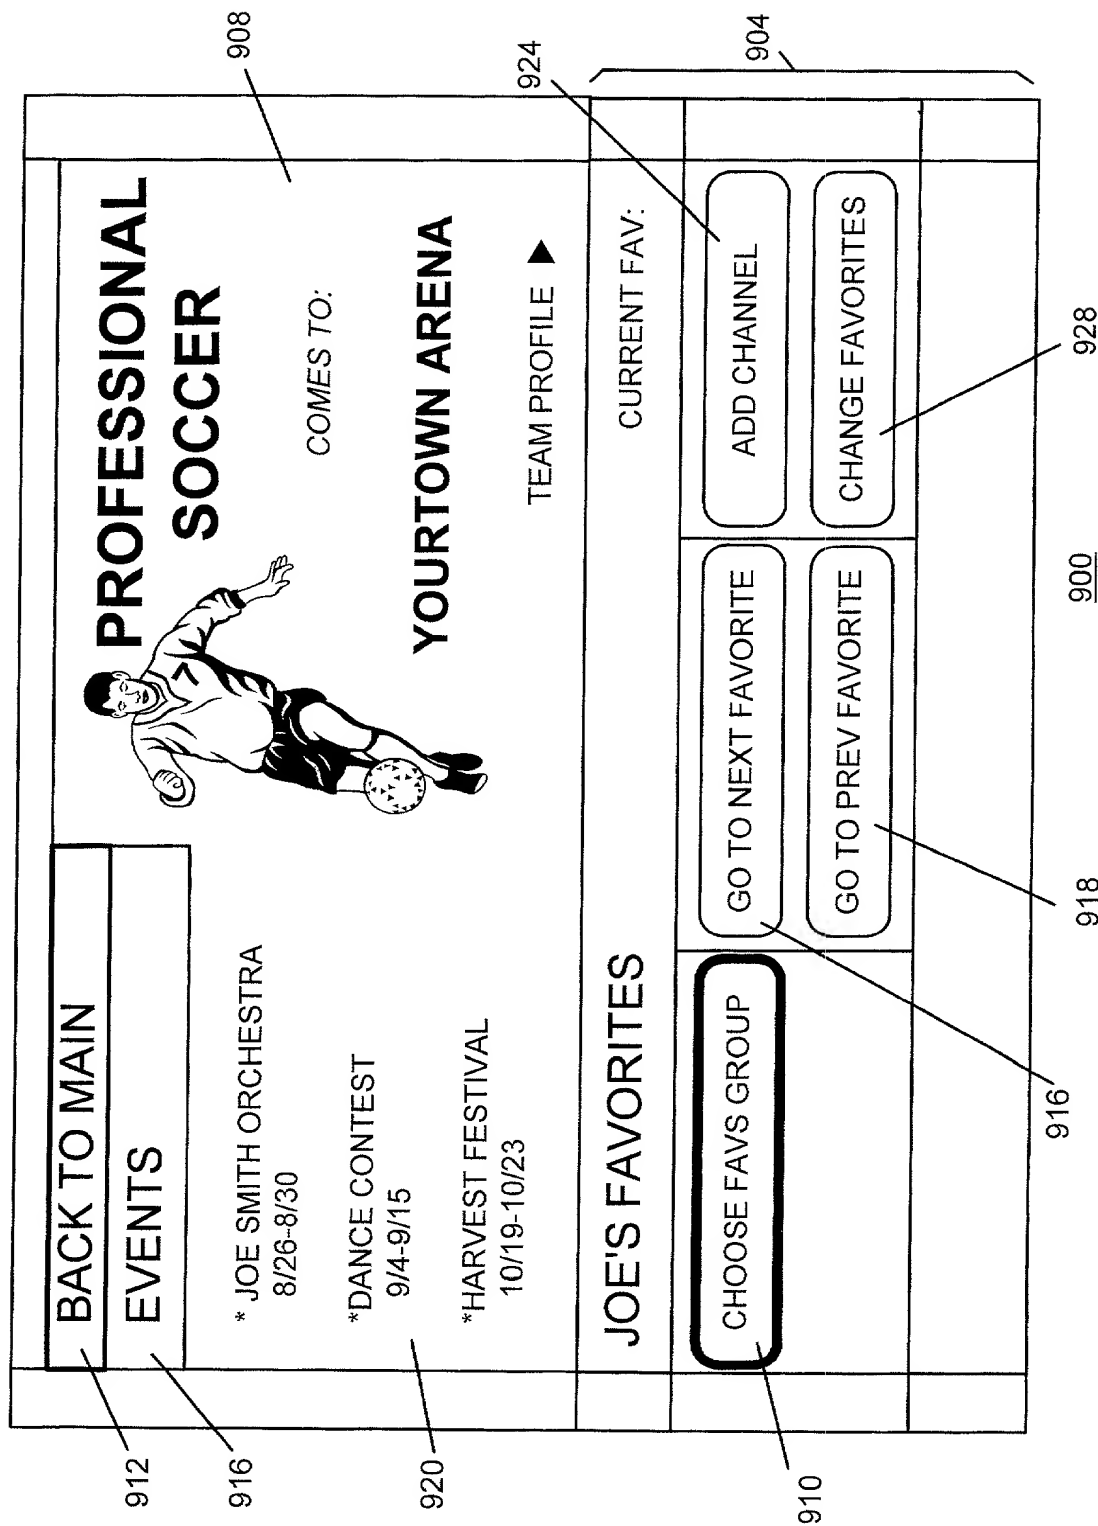 BACK TO MAIN
EVENTS
* JOE SMITH ORCHESTRA
8/26-8/30
*DANCE CONTEST
9/4-9/15
*HARVEST FESTIVAL
10/19-10/23
PROFESSIONAL
SOCCER
COMES TO:
YOURTOWN ARENA
TEAM PROFILE
JOE'S FAVORITES
CURRENT FAV:
CHOOSE FAVS GROUP
GO TO NEXT FAVORITE
GO TO PREV FAVORITE
ADD CHANNEL
CHANGE FAVORITES
912
916
920
910
908
924
904
916
918
928
900